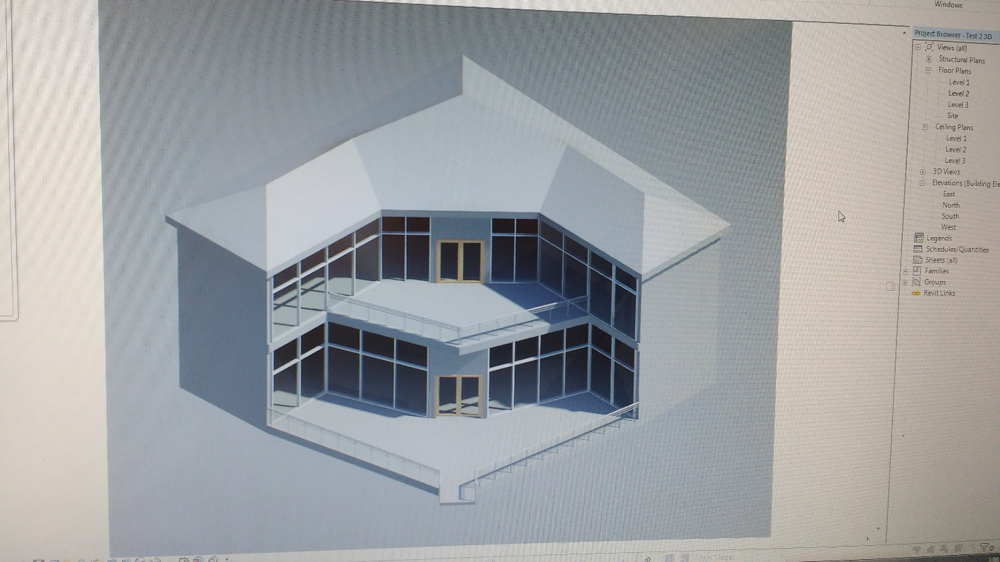 Windows
Project Browser - Test 2 3D
Views (all)
Structural Plans
Floor Plans
Level 1
Level 2
Level 3
Site
Ceiling Plans
Level 1
Level 2
Level 3
3D Views
Elevations (Building Ele
East
North
South
West
Legends
Schedules/Quantities
Sheets (all)
Families
Groups
Revit Links
:0
:0